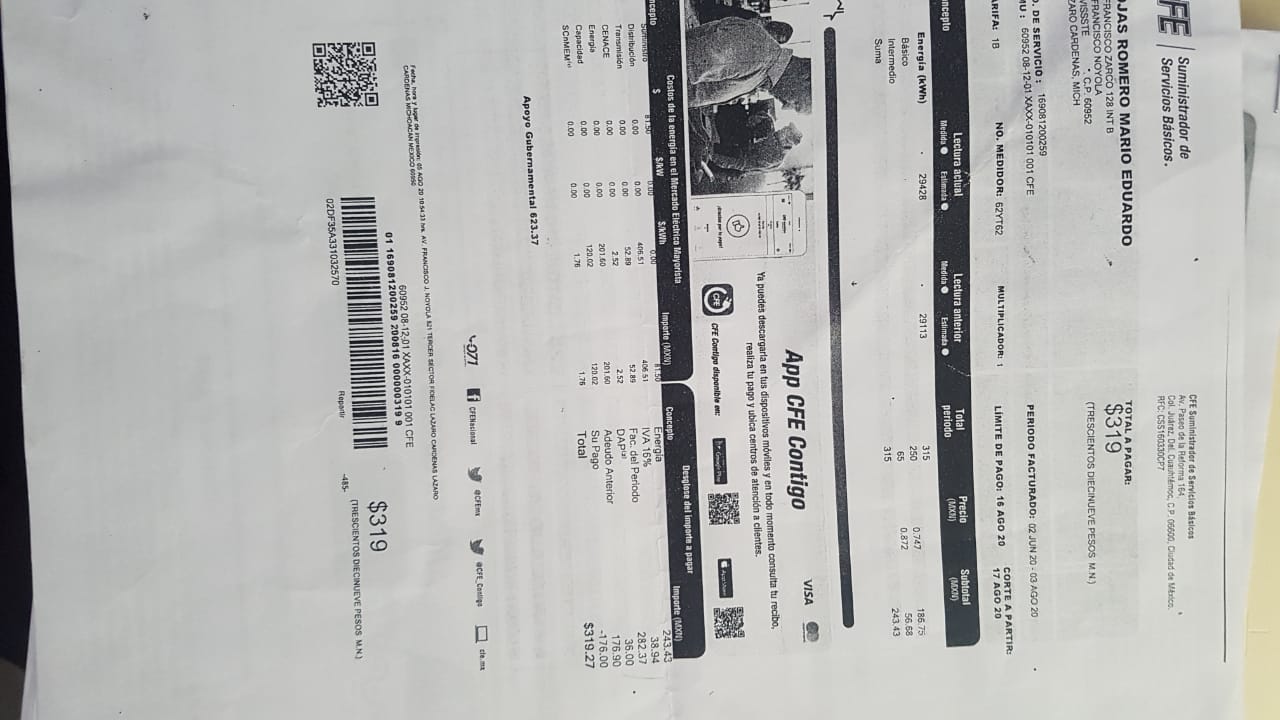 CFE
Suministrador de
Servicios Básicos.
CFE Suministrador de Servicios Básicos
Av. Paseo de la Reforma 164,
Col. Juárez, Del. Cuauhtémoc, C.P. 06600, Ciudad de México.
RFC: CSS160330CP7
OJAS ROMERO MARIO EDUARDO
FRANCISCO ZARCO 128 INT B
FRANCISCO NOYOLA
VISSSTE
C.P. 60952
ZARO CARDENAS, MICH
TOTAL A PAGAR:
$319
(TRESCIENTOS DIECINUEVE PESOS M.N.)
O. DE SERVICIO : 169081200259
MU : 60952 08-12-01 XAXX-010101 001 CFE
PERIODO FACTURADO: 02 JUN 20 - 03 AGO 20
ARIFA: 1B NO. MEDIDOR: 62YT62 MULTIPLICADOR: 1
LÍMITE DE PAGO: 16 AGO 20
CORTE A PARTIR:
17 AGO 20
oncepto Lectura actual Lectura anterior Total periodo Precio (MXN) Subtotal (MXN)
Medida Estimada Medida Estimada
Energía (kWh) 29428 29113 315
Básico 250 0.747 186.75
Intermedio 65 0.872 56.68
Suma 315 243.43
App CFE Contigo
VISA
Ya puedes descargarla en tus dispositivos móviles y en todo momento consulta tu recibo,
realiza tu pago y ubica centros de atención a clientes.
CFE
CFE Contigo disponible en:
Google Play
App Store
Costos de la energía en el Mercado Eléctrico Mayorista
ncepto $ $/kW $/kWh Importe (MXN)
Suministro 81.50 0.00 0.00 81.50
Distribución 0.00 0.00 406.51 406.51
Transmisión 0.00 0.00 52.89 52.89
CENACE 0.00 0.00 2.52 2.52
Energía 0.00 0.00 201.60 201.60
Capacidad 0.00 0.00 120.02 120.02
SCnMEM 0.00 0.00 1.76 1.76
Desglose del importe a pagar
Concepto Importe (MXN)
Energía 243.43
IVA 16% 38.94
Fac. del Periodo 282.37
DAP 36.00
Adeudo Anterior 176.90
Su Pago -176.00
Total $319.27
Apoyo Gubernamental 623.37
071
CFENacional
@CFEmx
@CFE_Contigo
cfe.mx
Fecha, hora y lugar de impresión: 05 AGO 20 10:54:33 hrs. AV. FRANCISCO J. NOYOLA 821 TERCER SECTOR FIDELAC LAZARO CARDENAS LAZARO
CARDENAS MICHOACAN MEXICO 60950
60952 08-12-01 XAXX-010101 001 CFE
01 169081200259 200816 000000319 9
02DF35A331032570
Repartir
$319
(TRESCIENTOS DIECINUEVE PESOS M.N.)
-485-